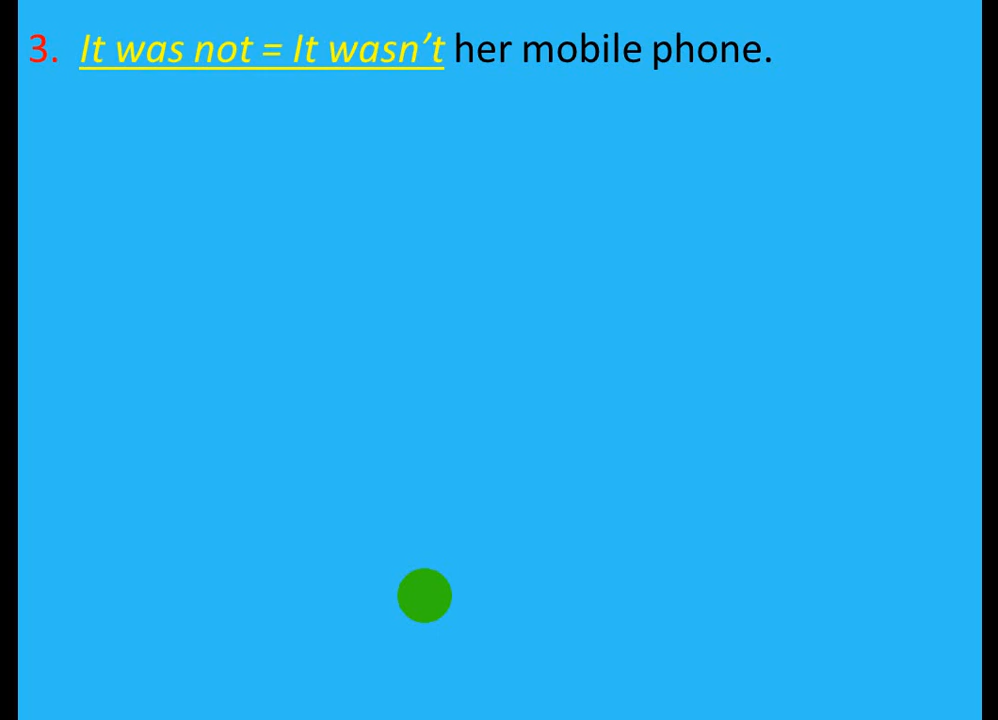 3. It was not = It wasn’t her mobile phone.